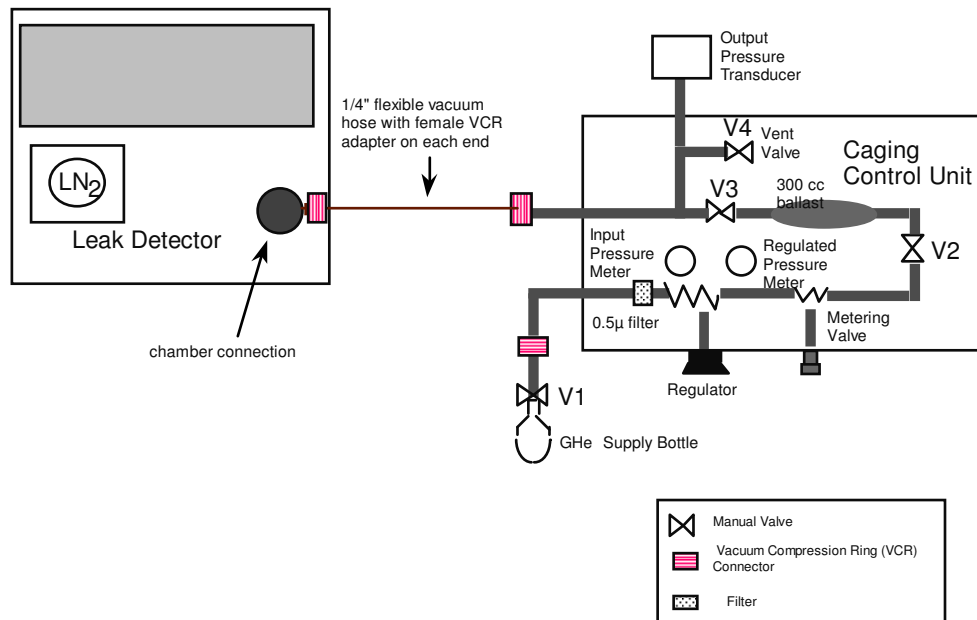 Output
Pressure
Transducer
1/4" flexible vacuum
hose with female VCR
adapter on each end
V4
Vent
Valve
Caging
Control Unit
LN2
V3
300 cc
ballast
Leak Detector
Input
Pressure
Meter
Regulated
Pressure
Meter
V2
0.5µ filter
Metering
Valve
chamber connection
Regulator
V1
GHe Supply Bottle
Manual Valve
Vacuum Compression Ring (VCR)
Connector
Filter